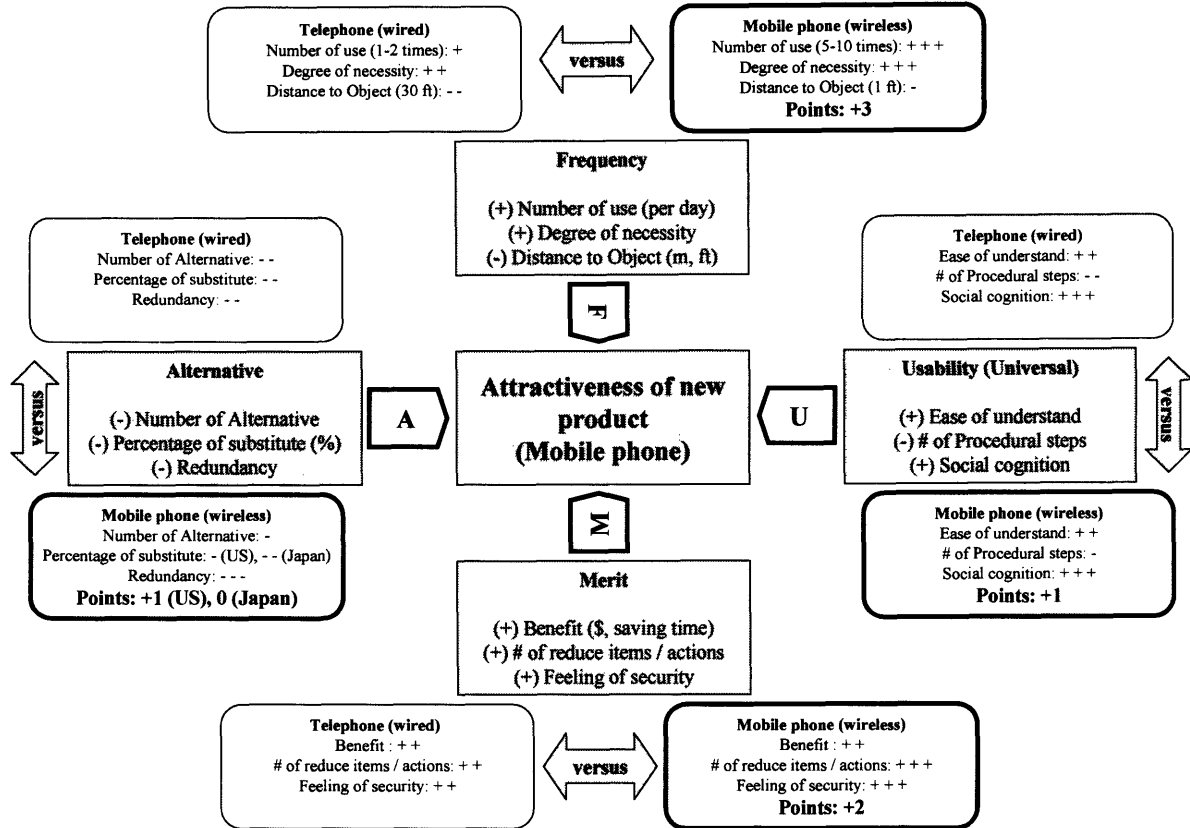 Telephone (wired)
Number of use (1-2 times): +
Degree of necessity: + +
Distance to Object (30 ft): - -
versus
Mobile phone (wireless)
Number of use (5-10 times): + + +
Degree of necessity: + + +
Distance to Object (1 ft): -
Points: +3
Frequency
(+) Number of use (per day)
(+) Degree of necessity
(-) Distance to Object (m, ft)
F
Telephone (wired)
Number of Alternative: - -
Percentage of substitute: - -
Redundancy: - -
versus
Alternative
(-) Number of Alternative
(-) Percentage of substitute (%)
(-) Redundancy
A
Mobile phone (wireless)
Number of Alternative: -
Percentage of substitute: - (US), - - (Japan)
Redundancy: - - -
Points: +1 (US), 0 (Japan)
Attractiveness of new
product
(Mobile phone)
Telephone (wired)
Ease of understand: + +
# of Procedural steps: - -
Social cognition: + + +
U
Usability (Universal)
(+) Ease of understand
(-) # of Procedural steps
(+) Social cognition
versus
Mobile phone (wireless)
Ease of understand: + +
# of Procedural steps: -
Social cognition: + + +
Points: +1
M
Merit
(+) Benefit ($, saving time)
(+) # of reduce items / actions
(+) Feeling of security
Telephone (wired)
Benefit : + +
# of reduce items / actions: + +
Feeling of security: + +
versus
Mobile phone (wireless)
Benefit : + +
# of reduce items / actions: + + +
Feeling of security: + + +
Points: +2